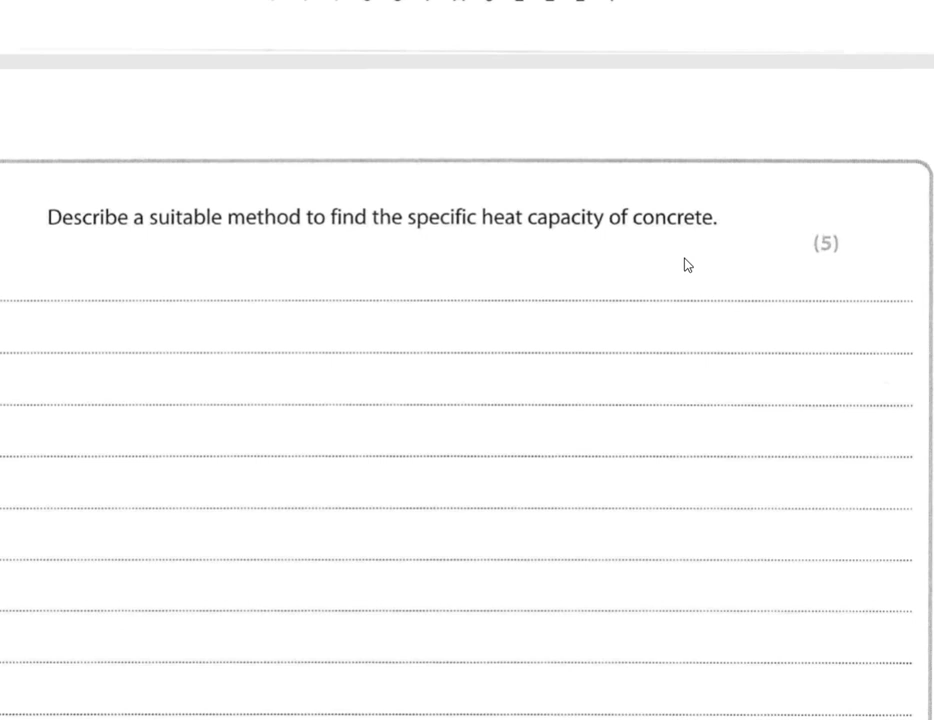 Describe a suitable method to find the specific heat capacity of concrete.
(5)